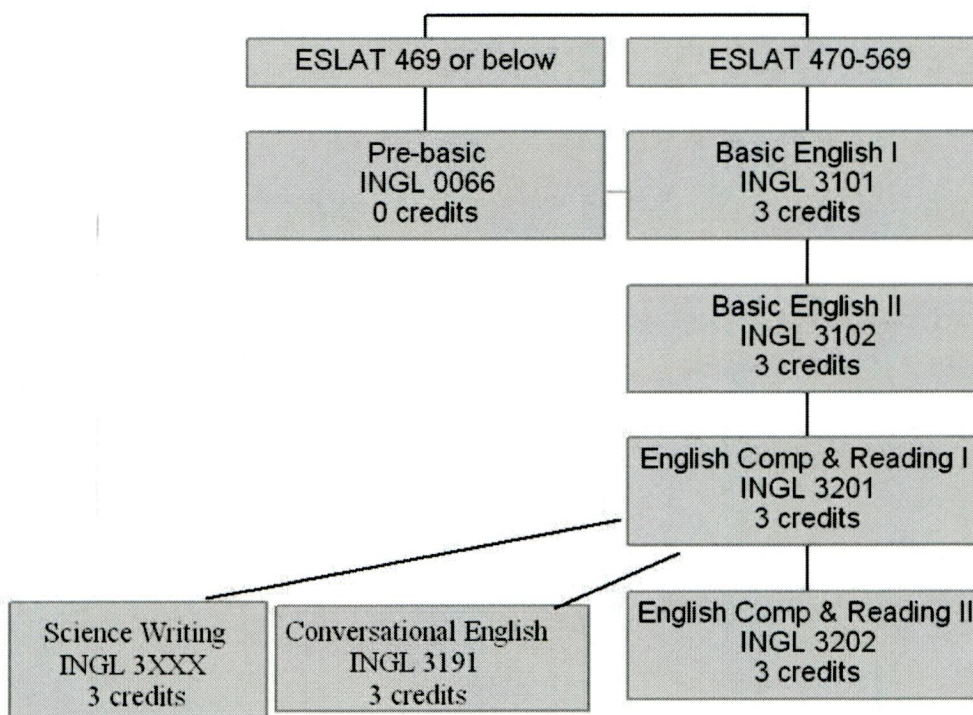 ESLAT 469 or below
ESLAT 470-569
Pre-basic
INGL 0066
0 credits
Basic English I
INGL 3101
3 credits
Basic English II
INGL 3102
3 credits
English Comp & Reading I
INGL 3201
3 credits
Science Writing
INGL 3XXX
3 credits
Conversational English
INGL 3191
3 credits
English Comp & Reading II
INGL 3202
3 credits